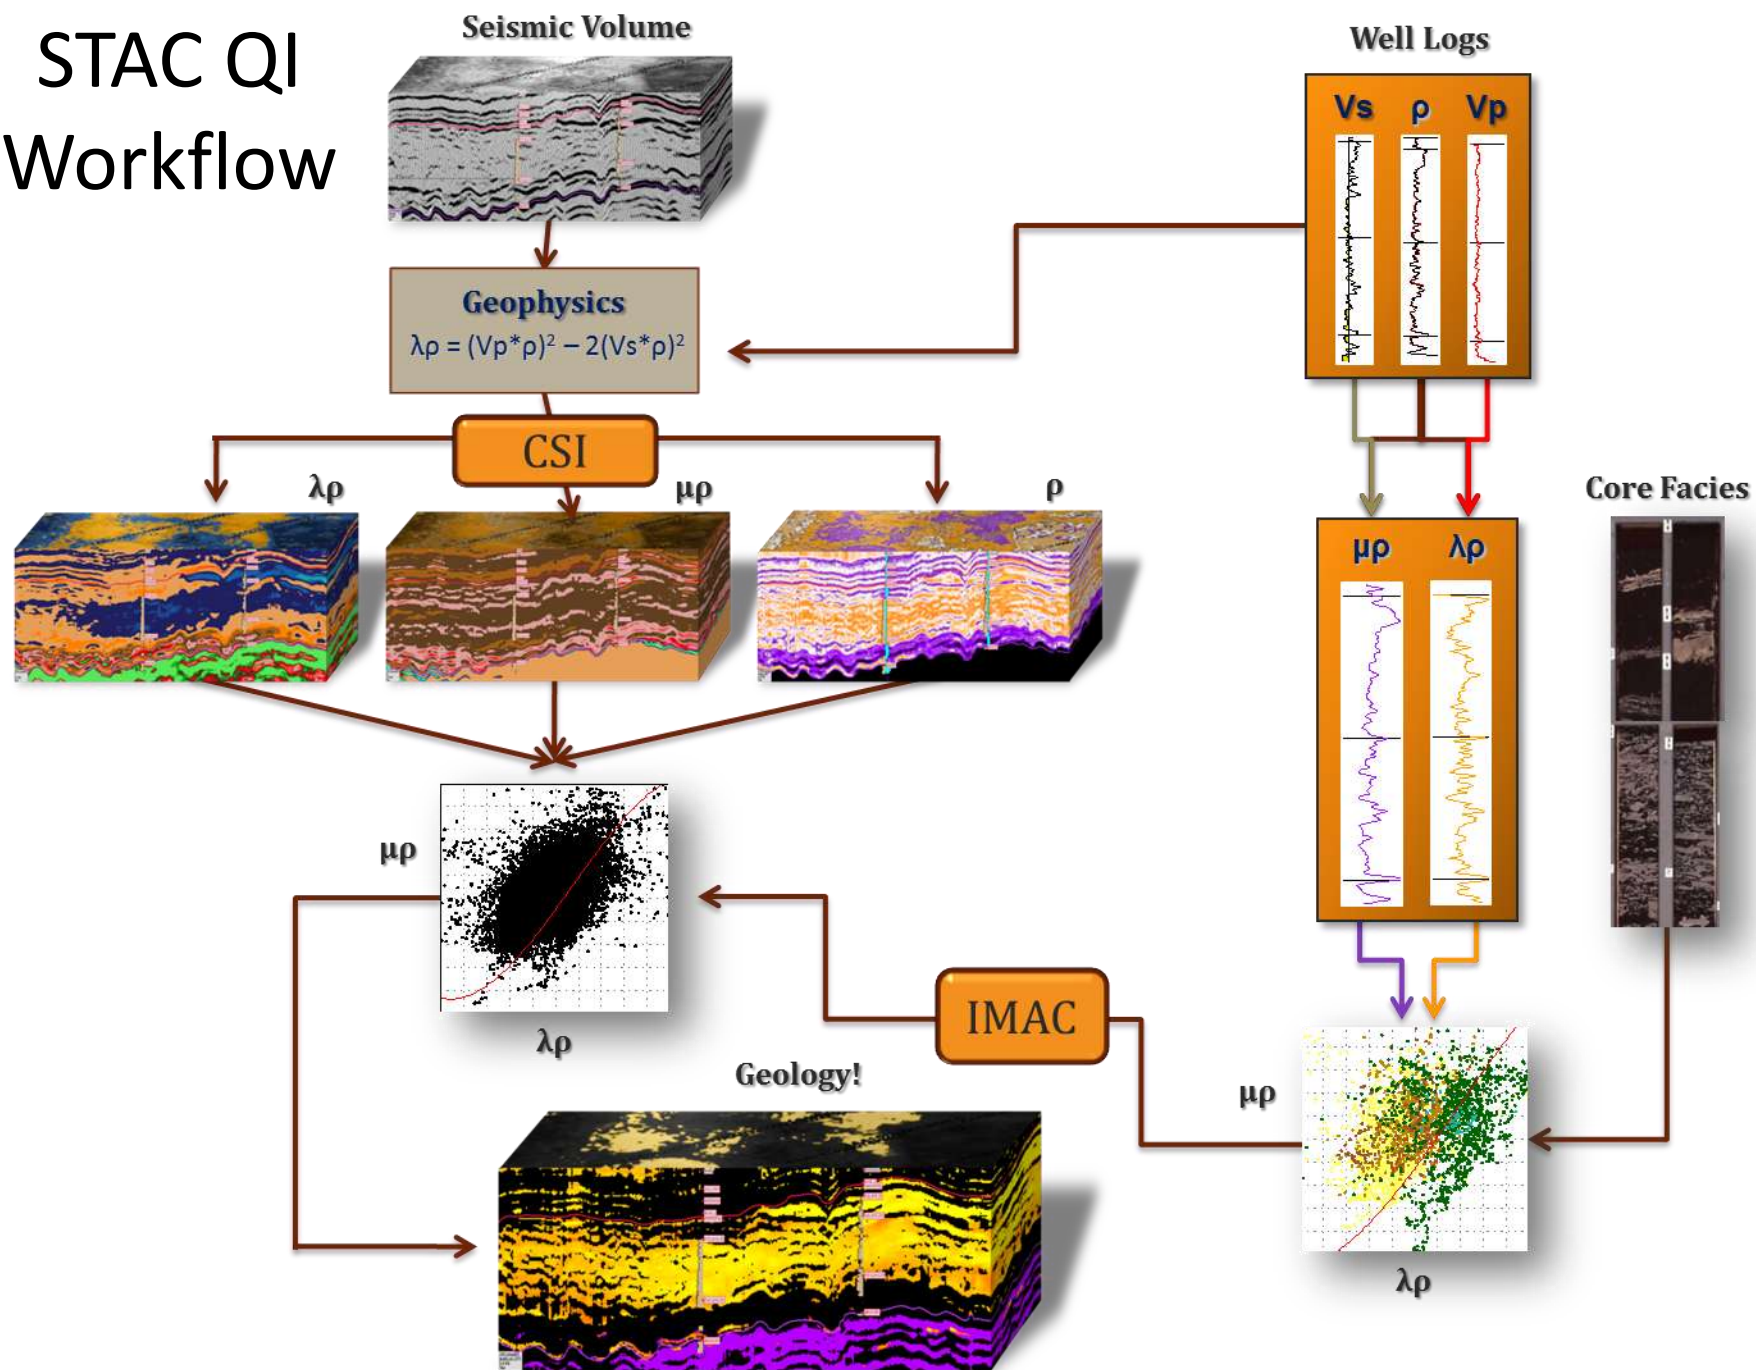 STAC QI
Workflow
Seismic Volume
Well Logs
Vs ρ Vp
Geophysics
λρ = (Vp*ρ)² – 2(Vs*ρ)²
CSI
λρ
μρ
ρ
Core Facies
μρ λρ
μρ
λρ
IMAC
Geology!
μρ
λρ